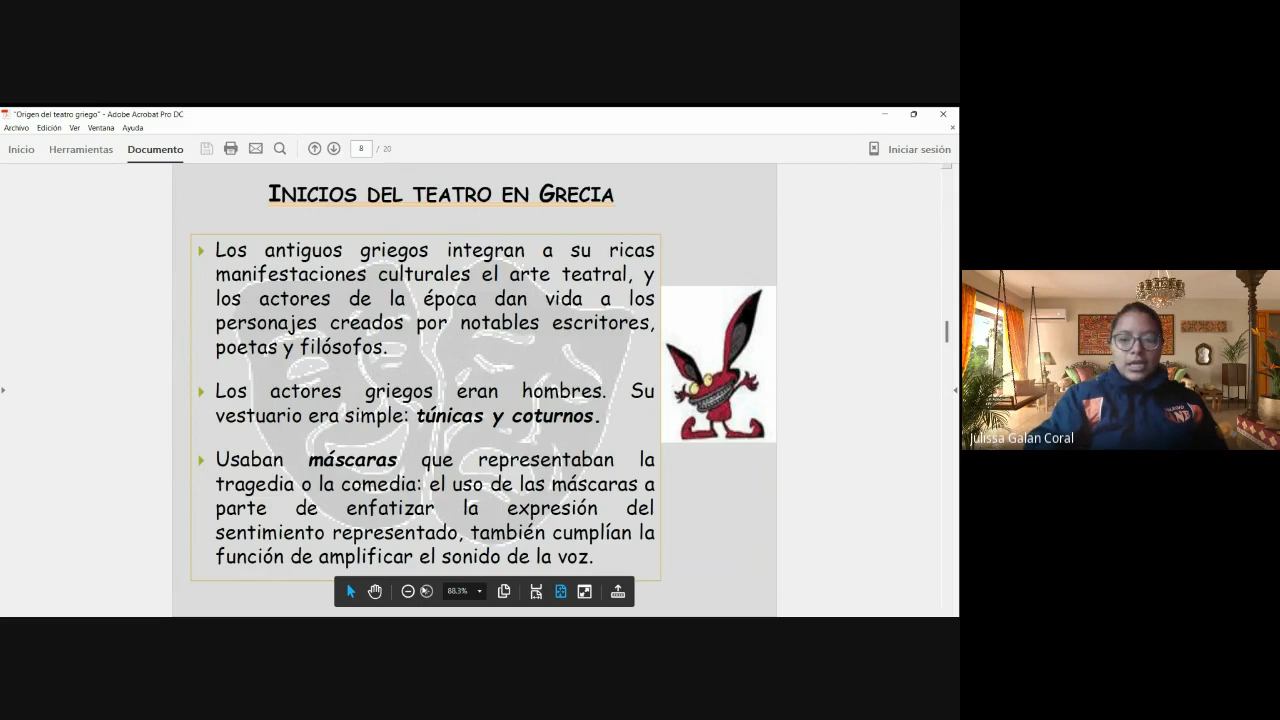 "Origen del teatro griego" - Adobe Acrobat Pro DC
Archivo Edición Ver Ventana Ayuda
Inicio Herramientas Documento 8 / 20 Iniciar sesión
INICIOS DEL TEATRO EN GRECIA
Los antiguos griegos integran a su ricas
manifestaciones culturales el arte teatral, y
los actores de la época dan vida a los
personajes creados por notables escritores,
poetas y filósofos.
Los actores griegos eran hombres. Su
vestuario era simple: túnicas y coturnos.
Usaban máscaras que representaban la
tragedia o la comedia: el uso de las máscaras a
parte de enfatizar la expresión del
sentimiento representado, también cumplían la
función de amplificar el sonido de la voz.
88.3%
Julissa Galan Coral